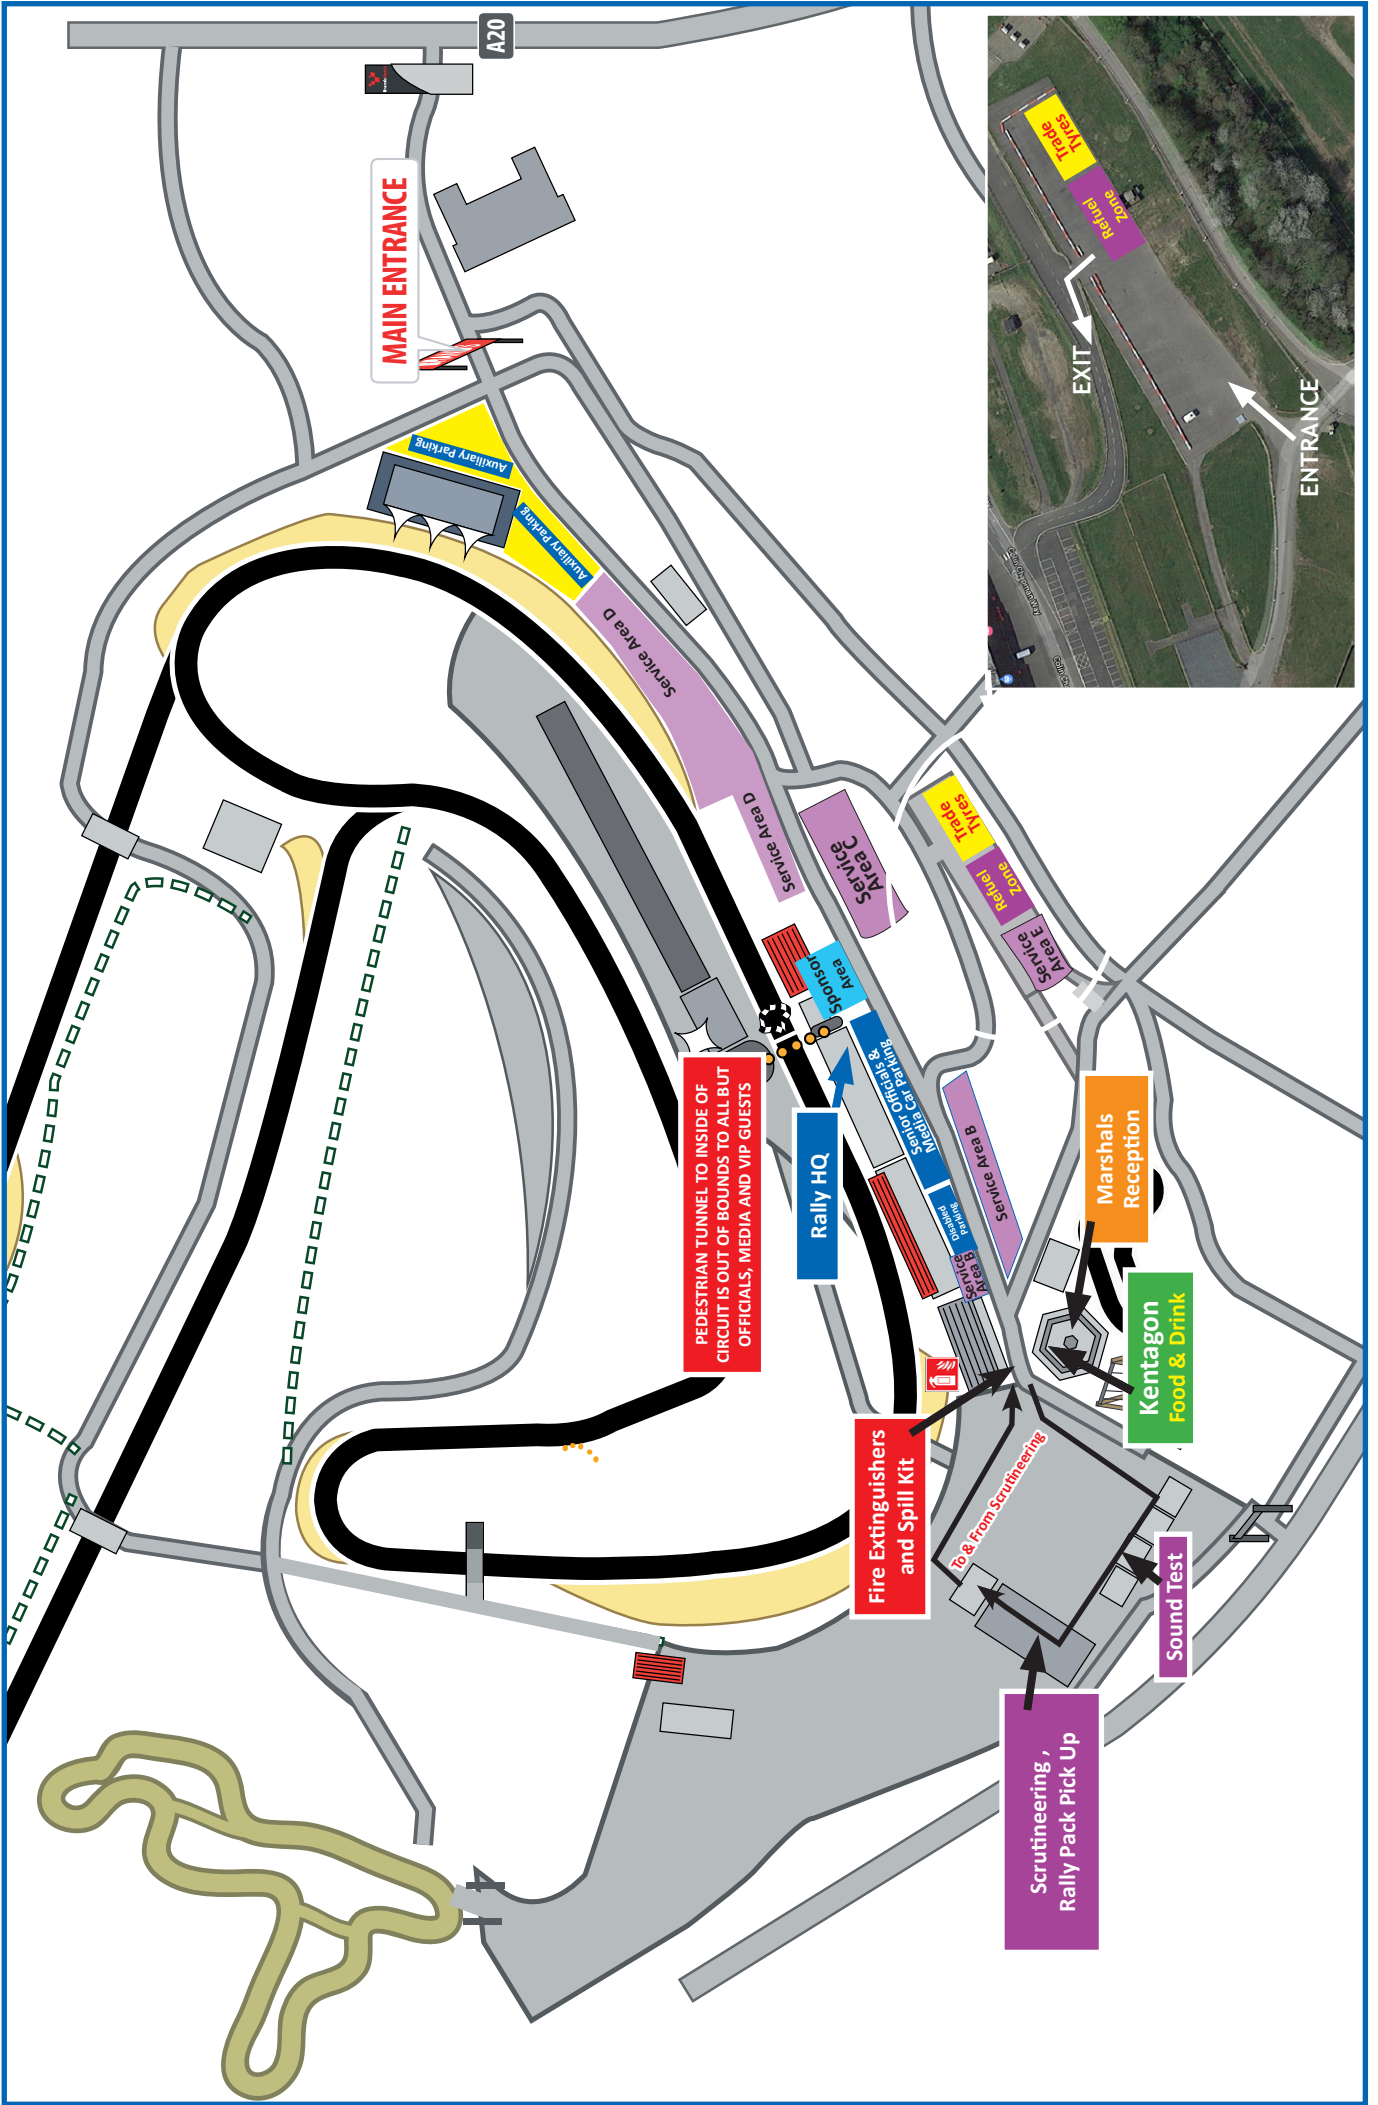 A20
MAIN ENTRANCE
Auxiliary Parking
Auxiliary Parking
Service Area D
Service Area D
Service
Area C
Trade
Tyres
Refuel
Zone
Service
Area E
Sponsor
Area
Senior Officials &
Media Car Parking
Disabled
Parking
Service
Area B
Service Area B
Rally HQ
PEDESTRIAN TUNNEL TO INSIDE OF
CIRCUIT IS OUT OF BOUNDS TO ALL BUT
OFFICIALS, MEDIA AND VIP GUESTS
Marshals
Reception
Kentagon
Food & Drink
Fire Extinguishers
and Spill Kit
To & From Scrutineering
Sound Test
Scrutineering ,
Rally Pack Pick Up
Trade
Tyres
Refuel
Zone
EXIT
ENTRANCE
Colin Chapman Way